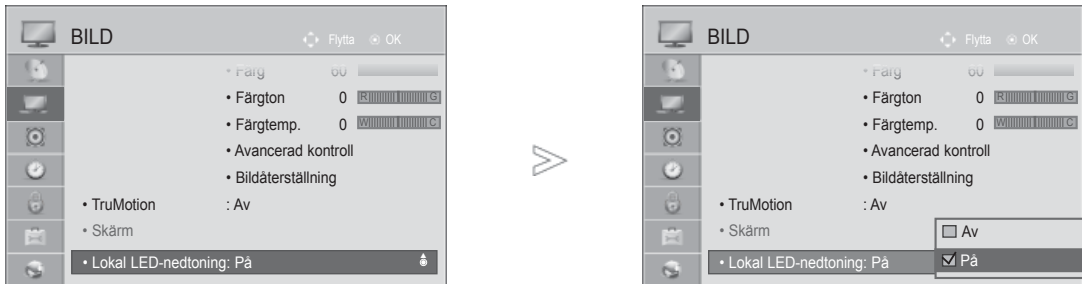 BILD
Flytta OK
• Färg 60
• Färgton 0 R G
• Färgtemp. 0 W C
• Avancerad kontroll
• Bildåterställning
• TruMotion : Av
• Skärm
• Lokal LED-nedtoning: På
BILD
Flytta OK
• Färg 60
• Färgton 0 R G
• Färgtemp. 0 W C
• Avancerad kontroll
• Bildåterställning
• TruMotion : Av
• Skärm
Av
• Lokal LED-nedtoning: På
På